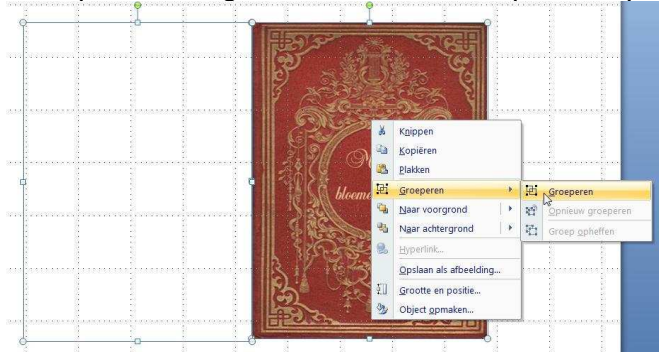 bloeme
Knippen
Kopiëren
Plakken
Groeperen
Naar voorgrond
Naar achtergrond
Hyperlink...
Opslaan als afbeelding...
Grootte en positie...
Object opmaken...
Groeperen
Opnieuw groeperen
Groep opheffen